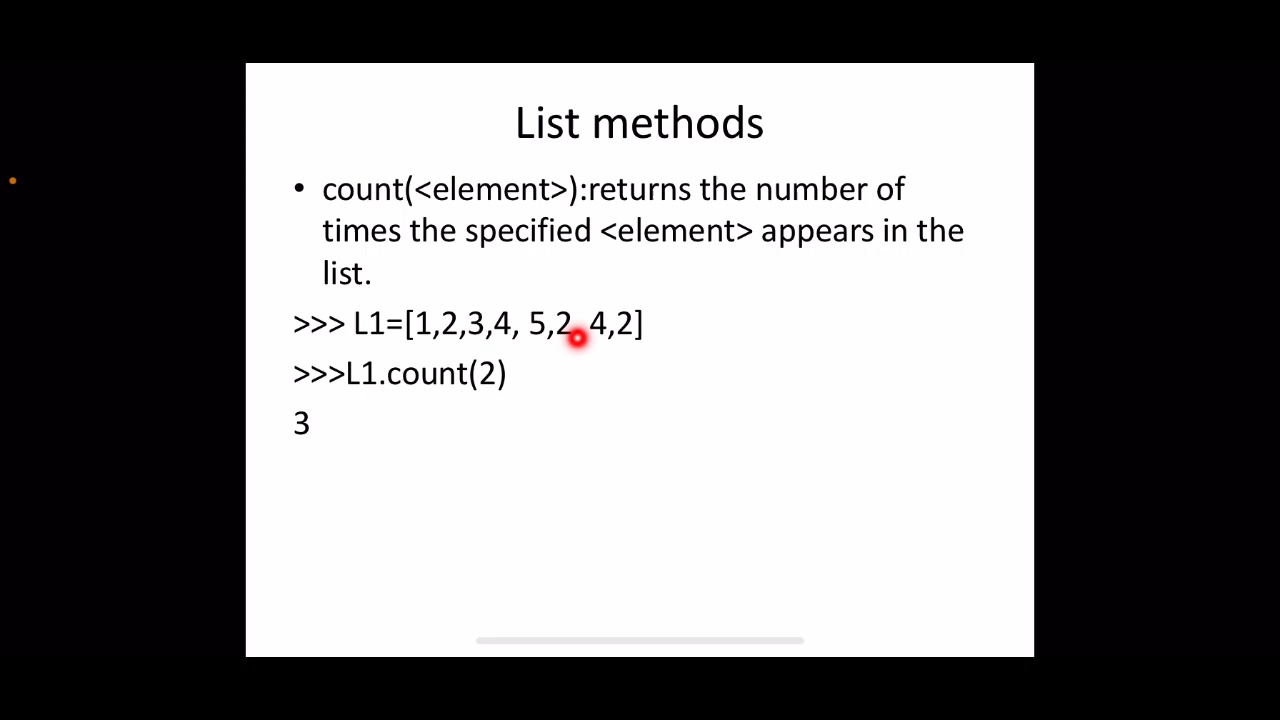 List methods
• count(<element>):returns the number of
times the specified <element> appears in the
list.
>>> L1=[1,2,3,4, 5,2, 4,2]
>>>L1.count(2)
3